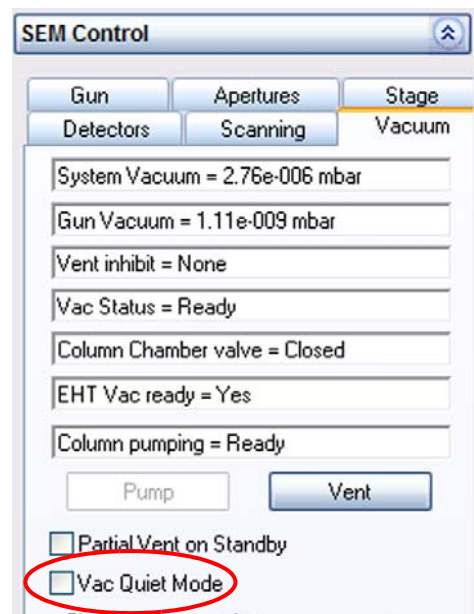 SEM Control
Gun Apertures Stage
Detectors Scanning Vacuum
System Vacuum = 2.76e-006 mbar
Gun Vacuum = 1.11e-009 mbar
Vent inhibit = None
Vac Status = Ready
Column Chamber valve = Closed
EHT Vac ready = Yes
Column pumping = Ready
Pump Vent
Partial Vent on Standby
Vac Quiet Mode